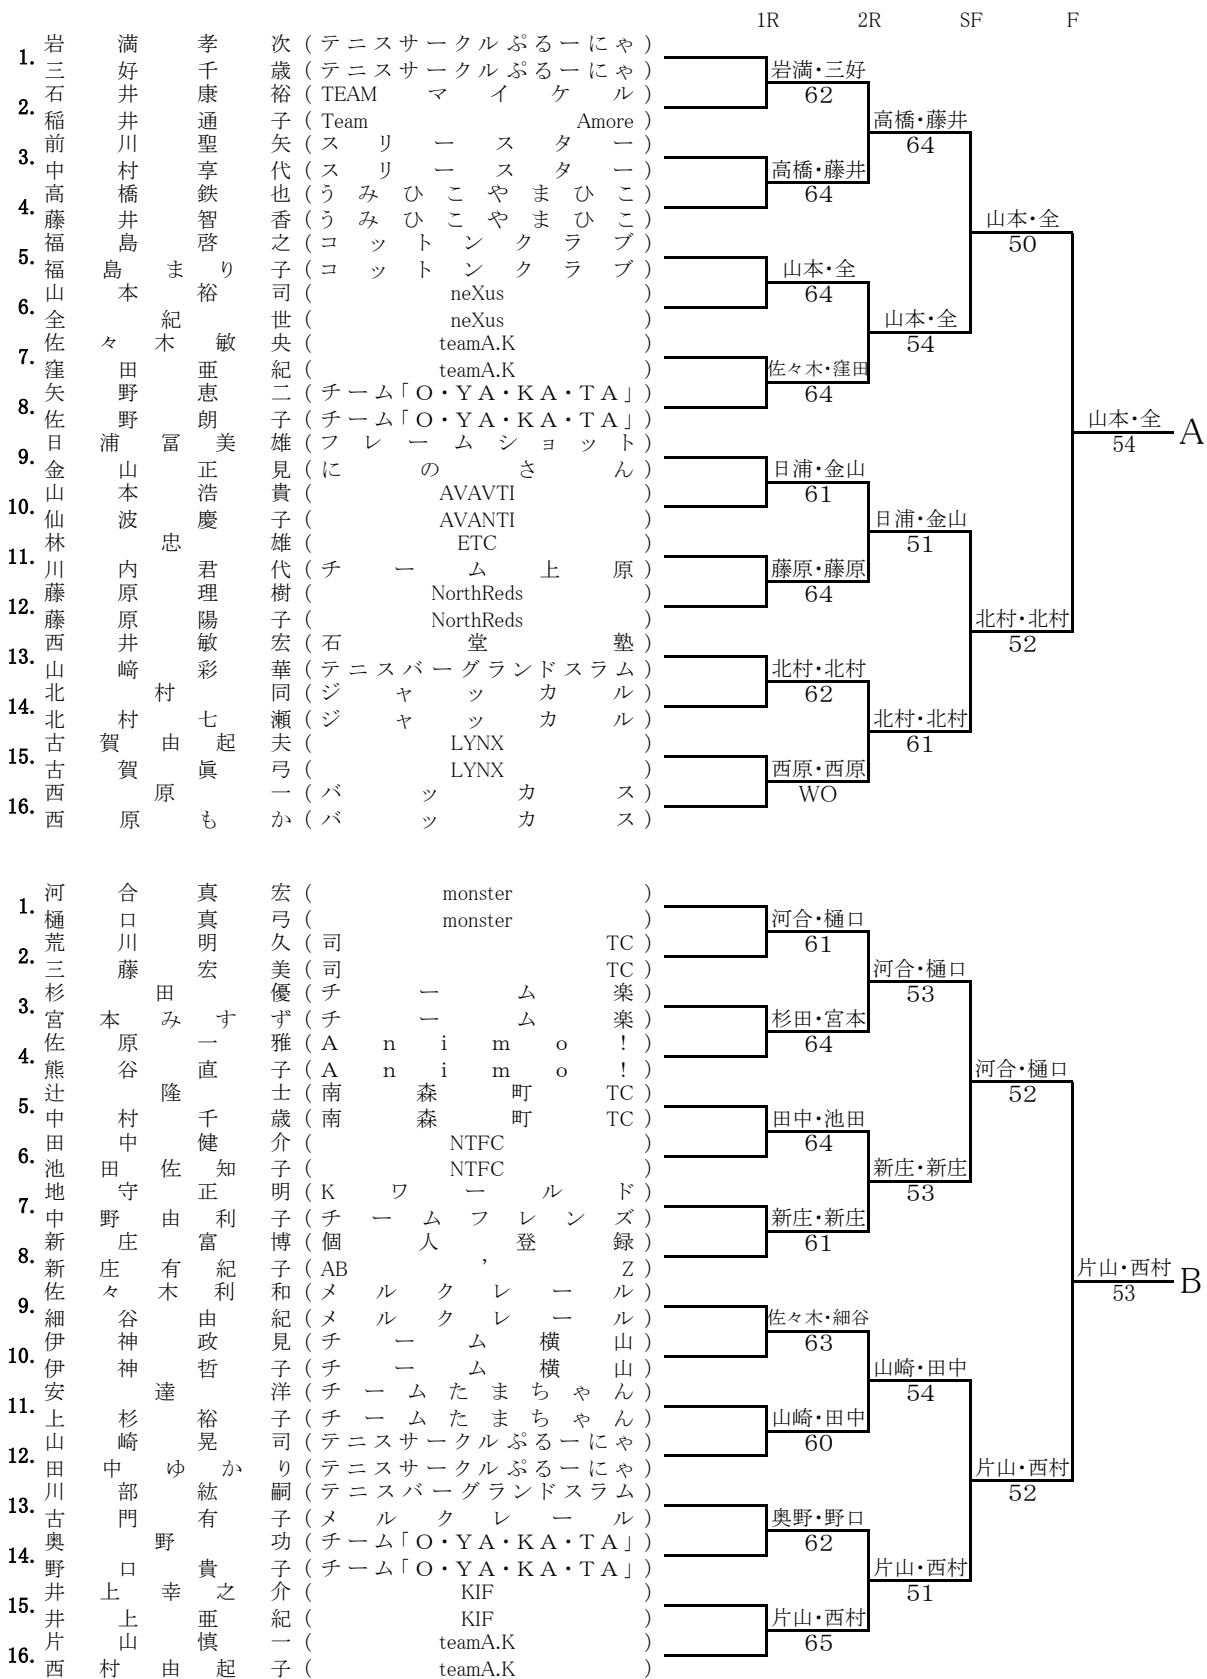 1R 2R SF F
1. 岩満孝次(テニスサークルぷるーにゃ)
三好千歳(テニスサークルぷるーにゃ)
2. 石井康裕(TEAMマイケル)
稲井通子(Team Amore)
3. 前川聖矢(スリースター)
中村享代(スリースター)
4. 高橋鉄也(うみひこやまひこ)
藤井智香(うみひこやまひこ)
5. 福島啓之(コットンクラブ)
福島まり子(コットンクラブ)
6. 山本裕司(neXus)
全紀世(neXus)
7. 佐々木敏央(teamA.K)
窪田亜紀(teamA.K)
8. 矢野恵二(チーム「O・YA・KA・TA」)
佐野朗子(チーム「O・YA・KA・TA」)
9. 日浦冨美雄(フレームショット)
金山正見(にのさん)
10. 山本浩貴(AVAVTI)
仙波慶子(AVANTI)
11. 林忠雄(ETC)
川内君代(チーム上原)
12. 藤原理樹(NorthReds)
藤原陽子(NorthReds)
13. 西井敏宏(石堂塾)
山﨑彩華(テニスバーグランドスラム)
14. 北村同(ジャッカル)
北村七瀬(ジャッカル)
15. 古賀由起夫(LYNX)
古賀眞弓(LYNX)
16. 西原一(バッカス)
西原もか(バッカス)
岩満・三好
62
高橋・藤井
64
山本・全
64
佐々木・窪田
64
日浦・金山
61
藤原・藤原
64
北村・北村
62
西原・西原
WO
高橋・藤井
64
山本・全
54
日浦・金山
51
北村・北村
61
山本・全
50
北村・北村
52
山本・全
54
A
1. 河合真宏(monster)
樋口真弓(monster)
2. 荒川明久(司TC)
三藤宏美(司TC)
3. 杉田優(チーム楽)
宮本みすず(チーム楽)
4. 佐原一雅(Animo!)
熊谷直子(Animo!)
5. 辻隆士(南森町TC)
中村千歳(南森町TC)
6. 田中健介(NTFC)
池田佐知子(NTFC)
7. 地守正明(Kワールド)
中野由利子(チームフレンズ)
8. 新庄富博(個人登録)
新庄有紀子(AB'Z)
9. 佐々木利和(メルクレール)
細谷由紀(メルクレール)
10. 伊神政見(チーム横山)
伊神哲子(チーム横山)
11. 安達洋(チームたまちゃん)
上杉裕子(チームたまちゃん)
12. 山崎晃司(テニスサークルぷるーにゃ)
田中ゆかり(テニスサークルぷるーにゃ)
13. 川部紘嗣(テニスバーグランドスラム)
古門有子(メルクレール)
14. 奥野功(チーム「O・YA・KA・TA」)
野口貴子(チーム「O・YA・KA・TA」)
15. 井上幸之介(KIF)
井上亜紀(KIF)
16. 片山慎一(teamA.K)
西村由起子(teamA.K)
河合・樋口
61
杉田・宮本
64
田中・池田
64
新庄・新庄
61
佐々木・細谷
63
山崎・田中
60
奥野・野口
62
片山・西村
65
河合・樋口
53
新庄・新庄
53
山崎・田中
54
片山・西村
51
河合・樋口
52
片山・西村
52
片山・西村
53
B